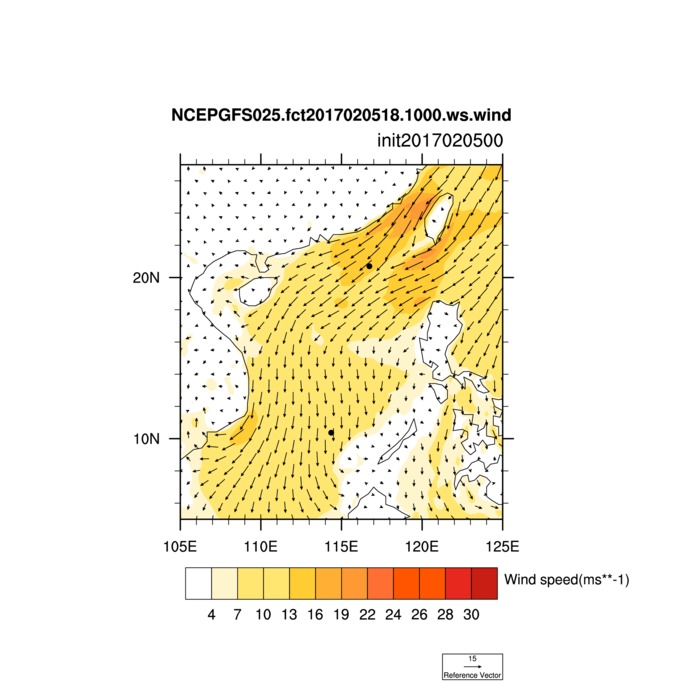 NCEPGFS025.fct2017020518.1000.ws.wind
init2017020500
20N
10N
105E 110E 115E 120E 125E
Wind speed(ms**-1)
4 7 10 13 16 19 22 24 26 28 30
15
Reference Vector